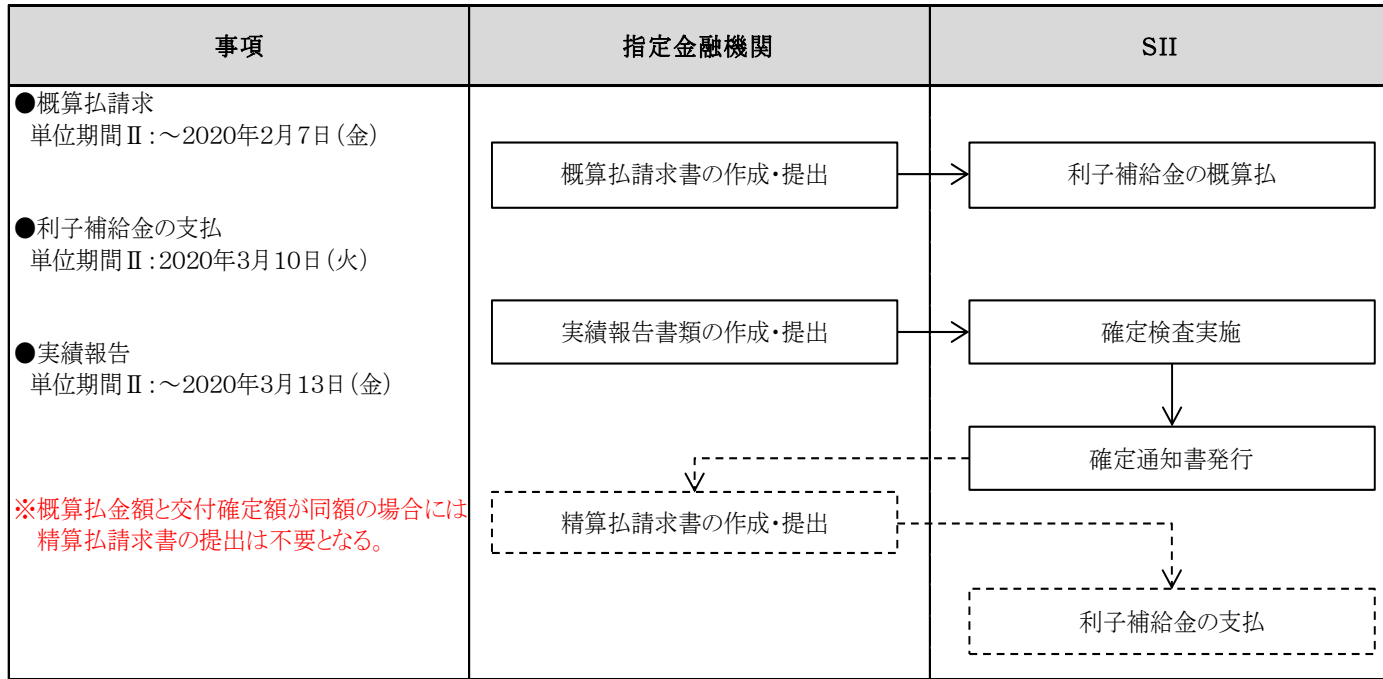 事項
指定金融機関
SII
●概算払請求
単位期間Ⅱ:～2020年2月7日(金)
概算払請求書の作成・提出
利子補給金の概算払
●利子補給金の支払
単位期間Ⅱ:2020年3月10日(火)
実績報告書類の作成・提出
確定検査実施
●実績報告
単位期間Ⅱ:～2020年3月13日(金)
確定通知書発行
※概算払金額と交付確定額が同額の場合には
精算払請求書の提出は不要となる。
精算払請求書の作成・提出
利子補給金の支払